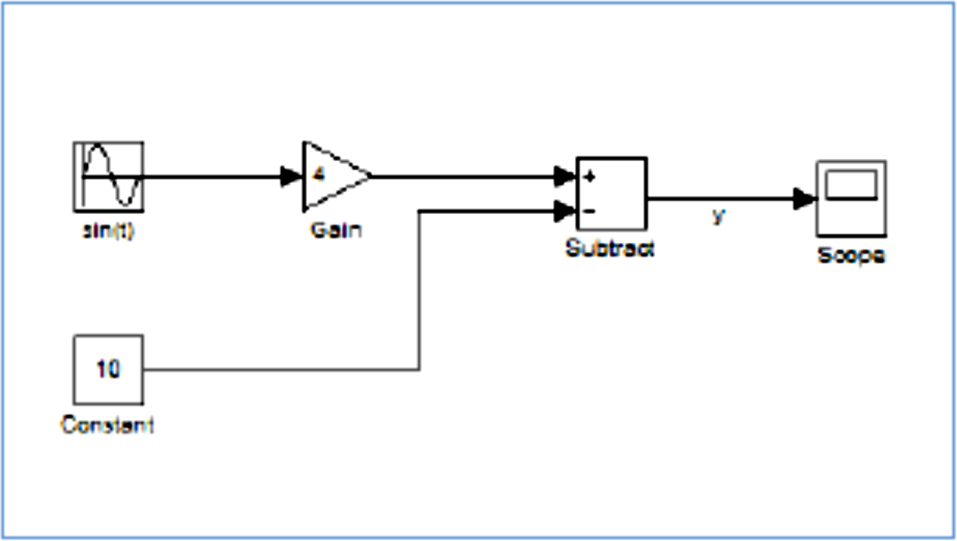 4
+
-
sin(t)
Gain
y
Subtract
Scope
10
Constant